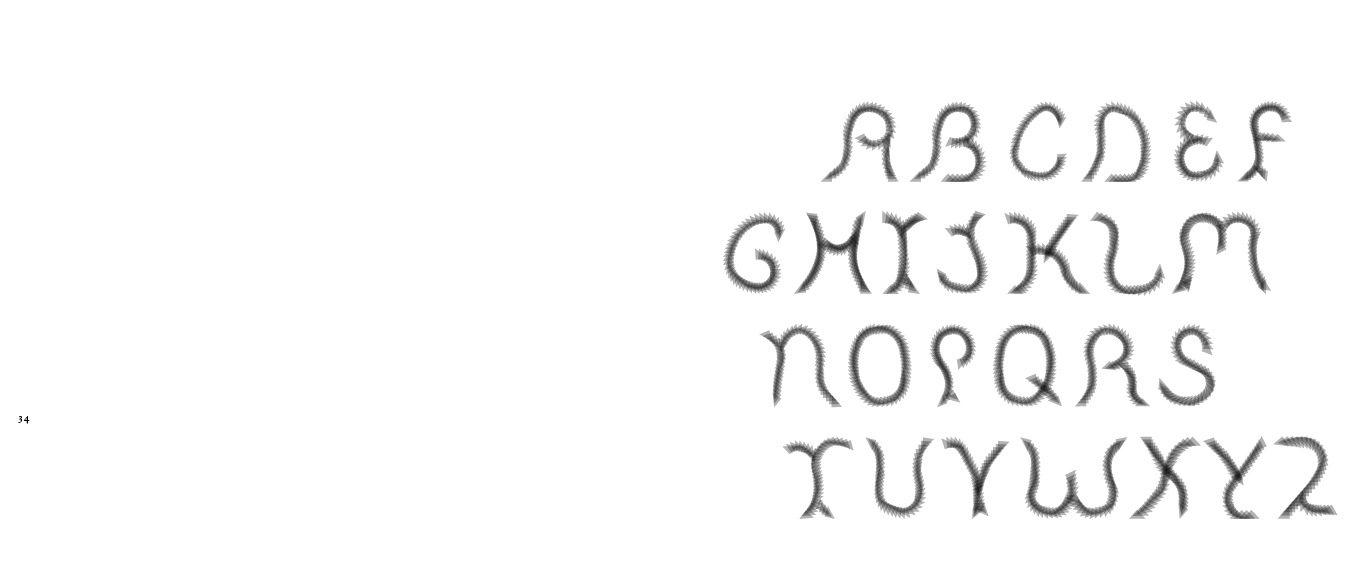 ABCDEF
GHIJKLM
NOPQRS
34
TUVWXYZ